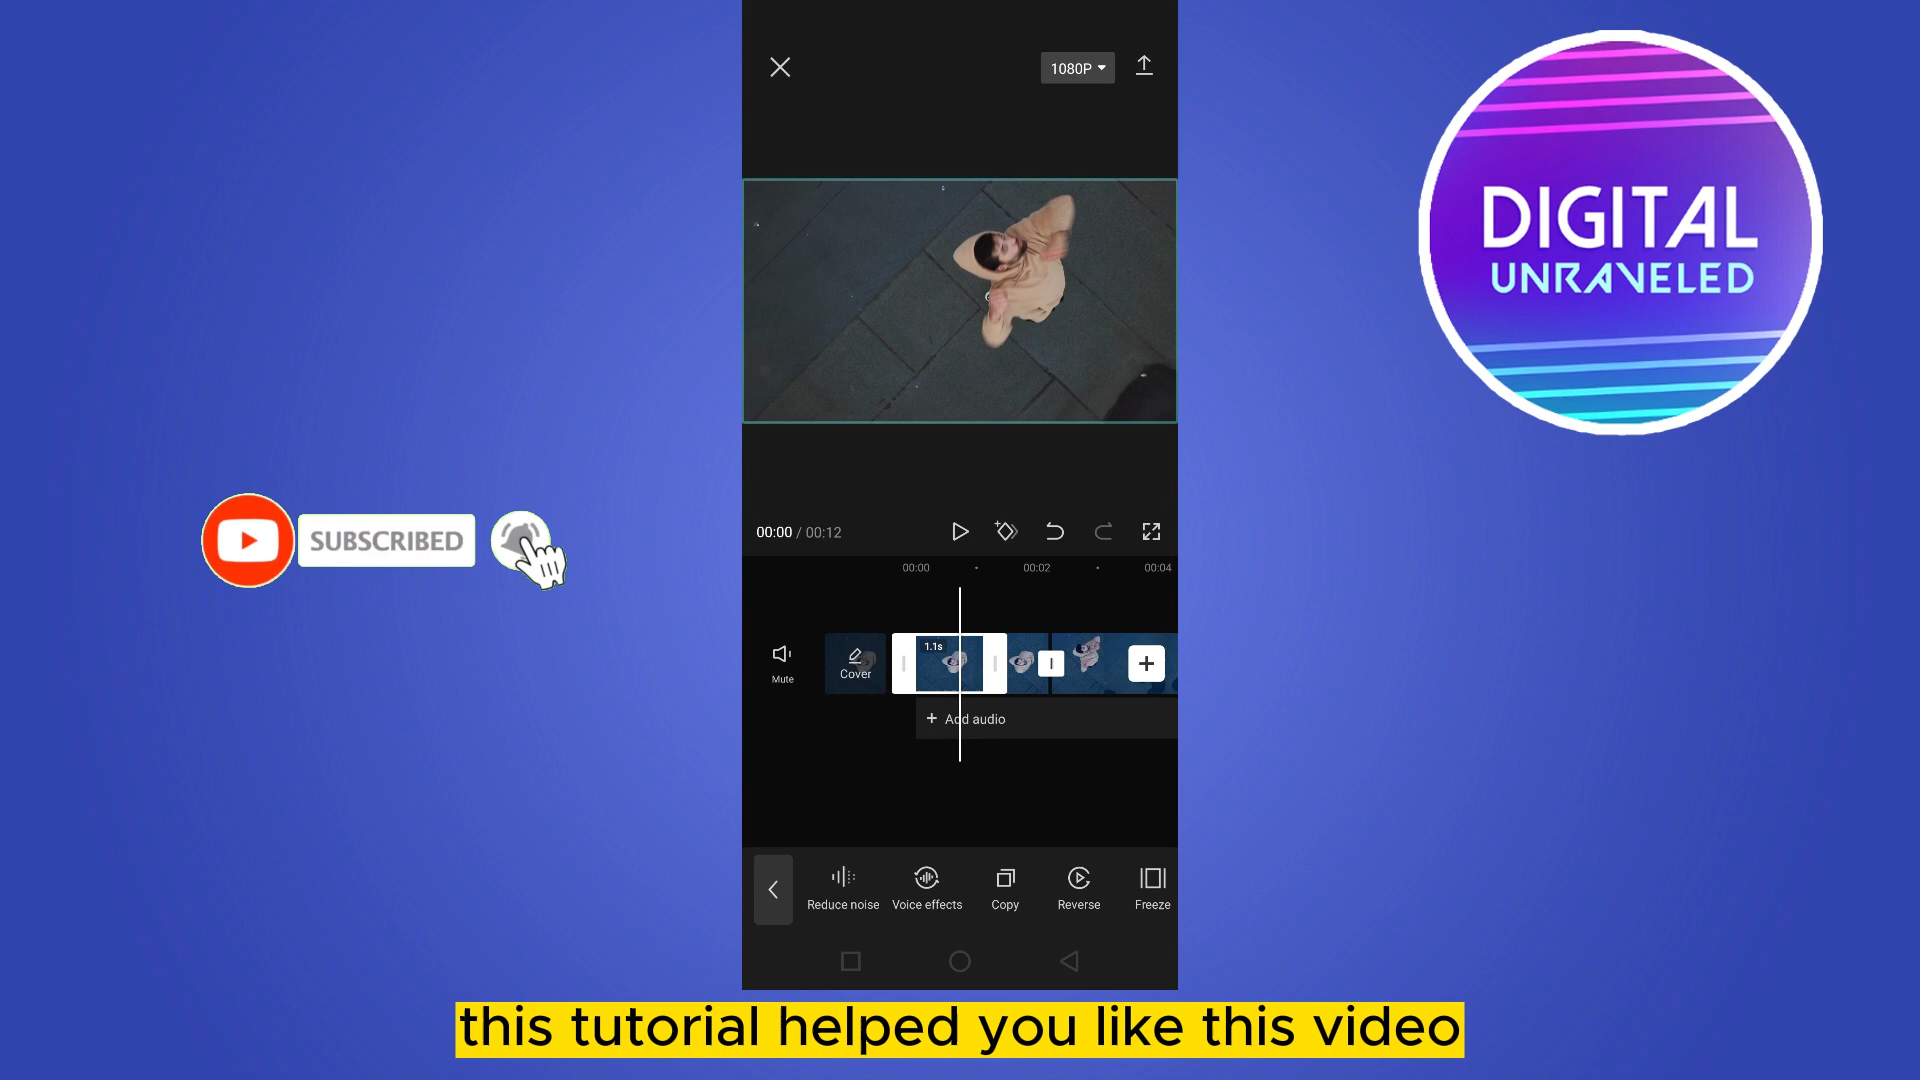 1080P
DIGITAL
UNRAVELED
SUBSCRIBED
00:00 / 00:12
00:00
00:02
00:04
1.1s
Mute
Cover
Add audio
Reduce noise
Voice effects
Copy
Reverse
Freeze
this tutorial helped you like this video